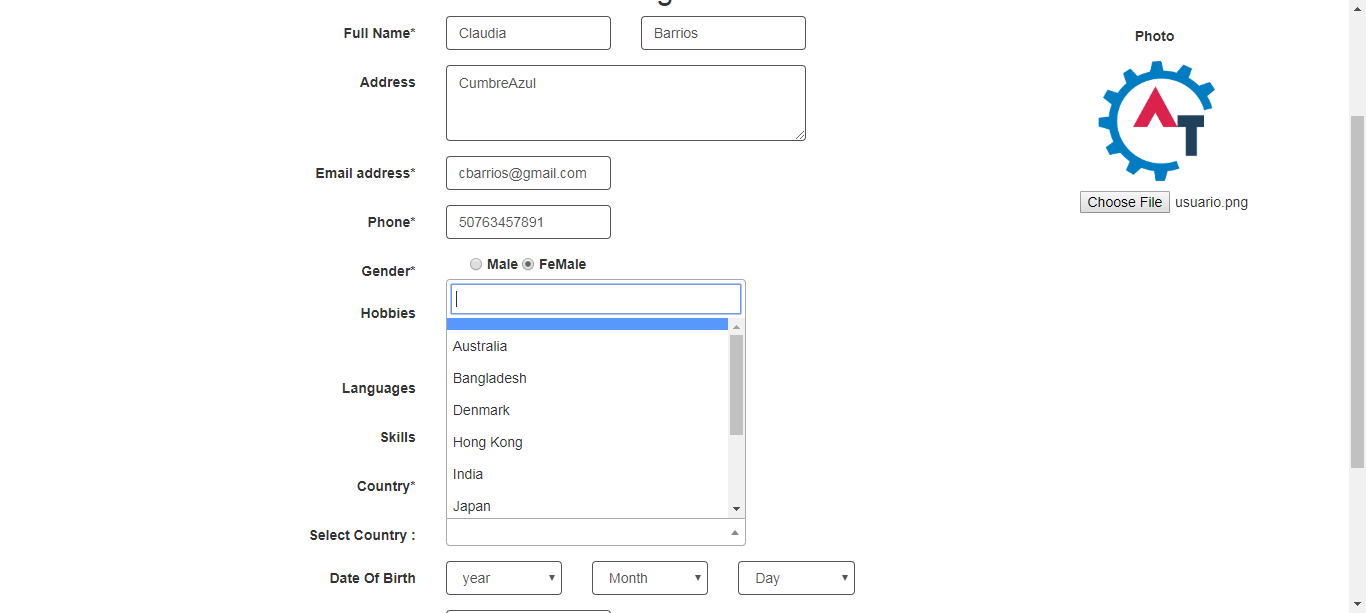 Full Name* Claudia Barrios
Photo
Address CumbreAzul
AT
Email address* cbarrios@gmail.com
Choose File usuario.png
Phone* 50763457891
Gender* Male FeMale
Hobbies
Australia
Bangladesh
Languages
Denmark
Skills
Hong Kong
India
Country*
Japan
Select Country :
Date Of Birth year Month Day